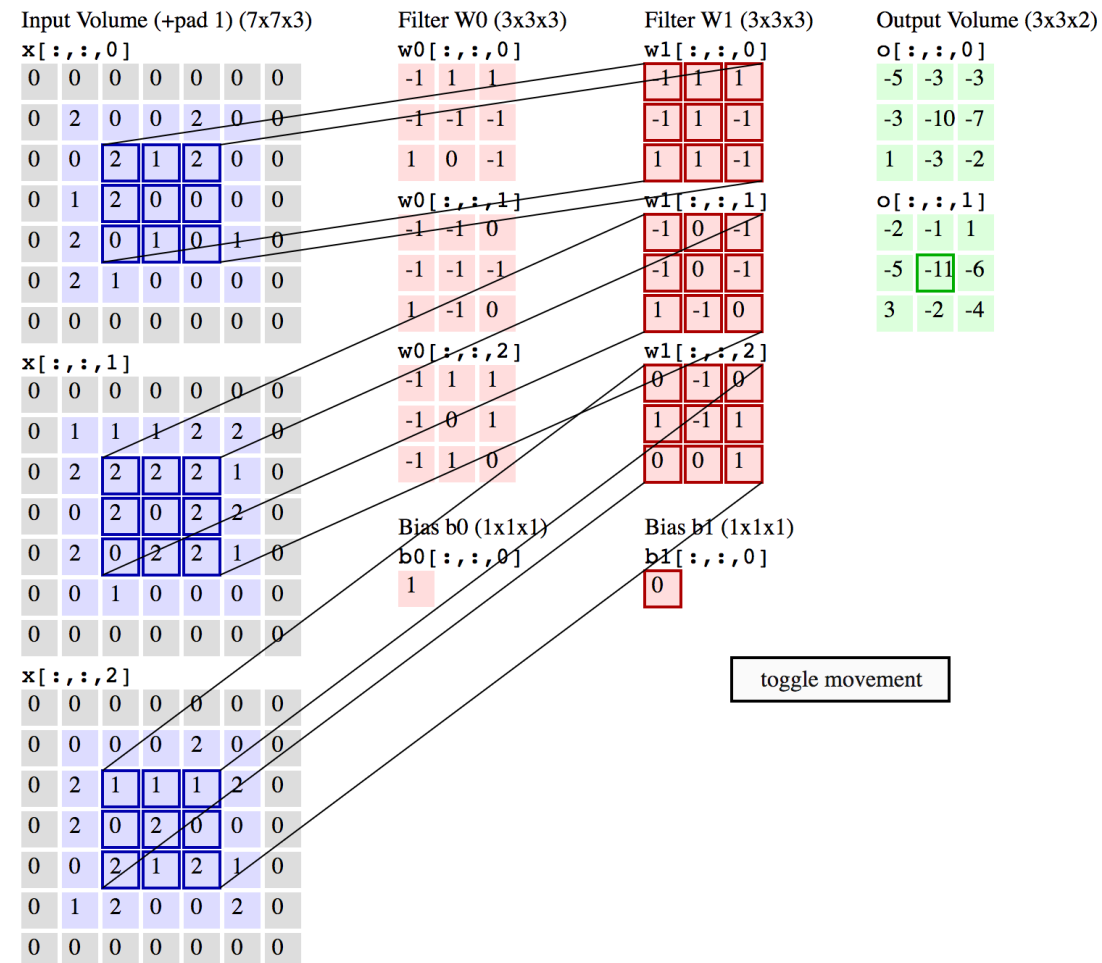 Input Volume (+pad 1) (7x7x3)
x[:,:,0]
0 0 0 0 0 0 0
0 2 0 0 2 0 0
0 0 2 1 2 0 0
0 1 2 0 0 0 0
0 2 0 1 0 1 0
0 2 1 0 0 0 0
0 0 0 0 0 0 0
x[:,:,1]
0 0 0 0 0 0 0
0 1 1 1 2 2 0
0 2 2 2 2 1 0
0 0 2 0 2 2 0
0 2 0 2 2 1 0
0 0 1 0 0 0 0
0 0 0 0 0 0 0
x[:,:,2]
0 0 0 0 0 0 0
0 0 0 0 2 0 0
0 2 1 1 1 2 0
0 2 0 2 0 0 0
0 0 2 1 2 1 0
0 1 2 0 0 2 0
0 0 0 0 0 0 0
Filter W0 (3x3x3)
w0[:,:,0]
-1 1 1
-1 -1 -1
1 0 -1
w0[:,:,1]
-1 -1 0
-1 -1 -1
1 -1 0
w0[:,:,2]
-1 1 1
-1 0 1
-1 1 0
Bias b0 (1x1x1)
b0[:,:,0]
1
Filter W1 (3x3x3)
w1[:,:,0]
-1 1 1
-1 1 -1
1 1 -1
w1[:,:,1]
-1 0 -1
-1 0 -1
1 -1 0
w1[:,:,2]
0 -1 0
1 -1 1
0 0 1
Bias b1 (1x1x1)
b1[:,:,0]
0
Output Volume (3x3x2)
o[:,:,0]
-5 -3 -3
-3 -10 -7
1 -3 -2
o[:,:,1]
-2 -1 1
-5 -11 -6
3 -2 -4
toggle movement